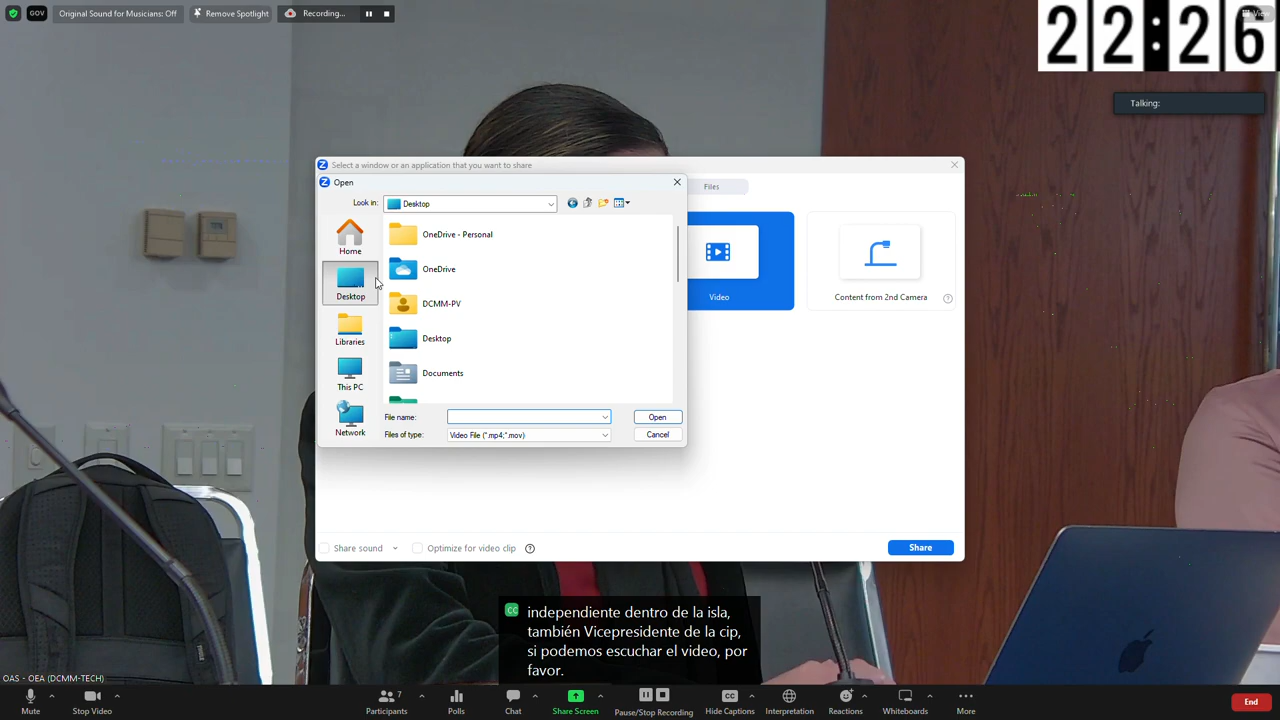 GOV
Original Sound for Musicians: Off
Remove Spotlight
Recording...
View
22:26
Talking:
Select a window or an application that you want to share
Open
Look in:
Desktop
Files
Home
Desktop
Libraries
This PC
Network
OneDrive - Personal
OneDrive
DCMM-PV
Desktop
Documents
File name:
Open
Files of type:
Video File (*.mp4;*.mov)
Cancel
Video
Content from 2nd Camera
Share sound
Optimize for video clip
Share
CC
independiente dentro de la isla,
también Vicepresidente de la cip,
si podemos escuchar el video, por
favor.
OAS - OEA (DCMM-TECH)
Mute
Stop Video
Participants
7
Polls
Chat
Share Screen
Pause/Stop Recording
CC
Hide Captions
Interpretation
Reactions
Whiteboards
More
End